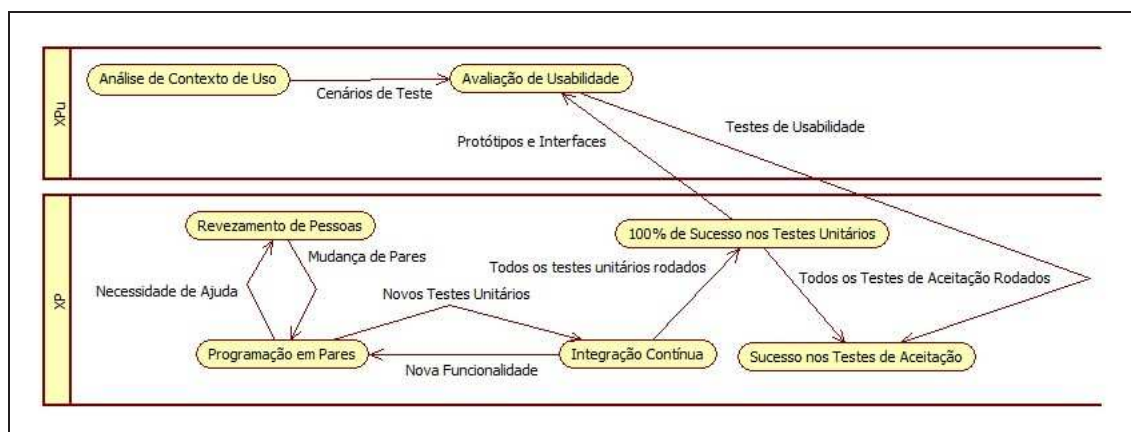 XPu
Análise de Contexto de Uso
Cenários de Teste
Avaliação de Usabilidade
Testes de Usabilidade
Protótipos e Interfaces
XP
Revezamento de Pessoas
100% de Sucesso nos Testes Unitários
Mudança de Pares
Todos os testes unitários rodados
Todos os Testes de Aceitação Rodados
Necessidade de Ajuda
Novos Testes Unitários
Programação em Pares
Integração Contínua
Sucesso nos Testes de Aceitação
Nova Funcionalidade